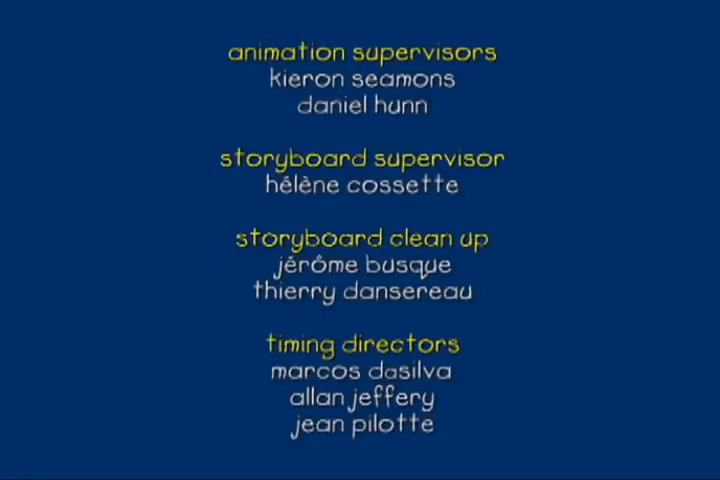 animation supervisors
kieron seamons
daniel hunn
storyboard supervisor
hélène cossette
storyboard clean up
jérôme busque
thierry dansereau
timing directors
marcos dasilva
allan jeffery
jean pilotte